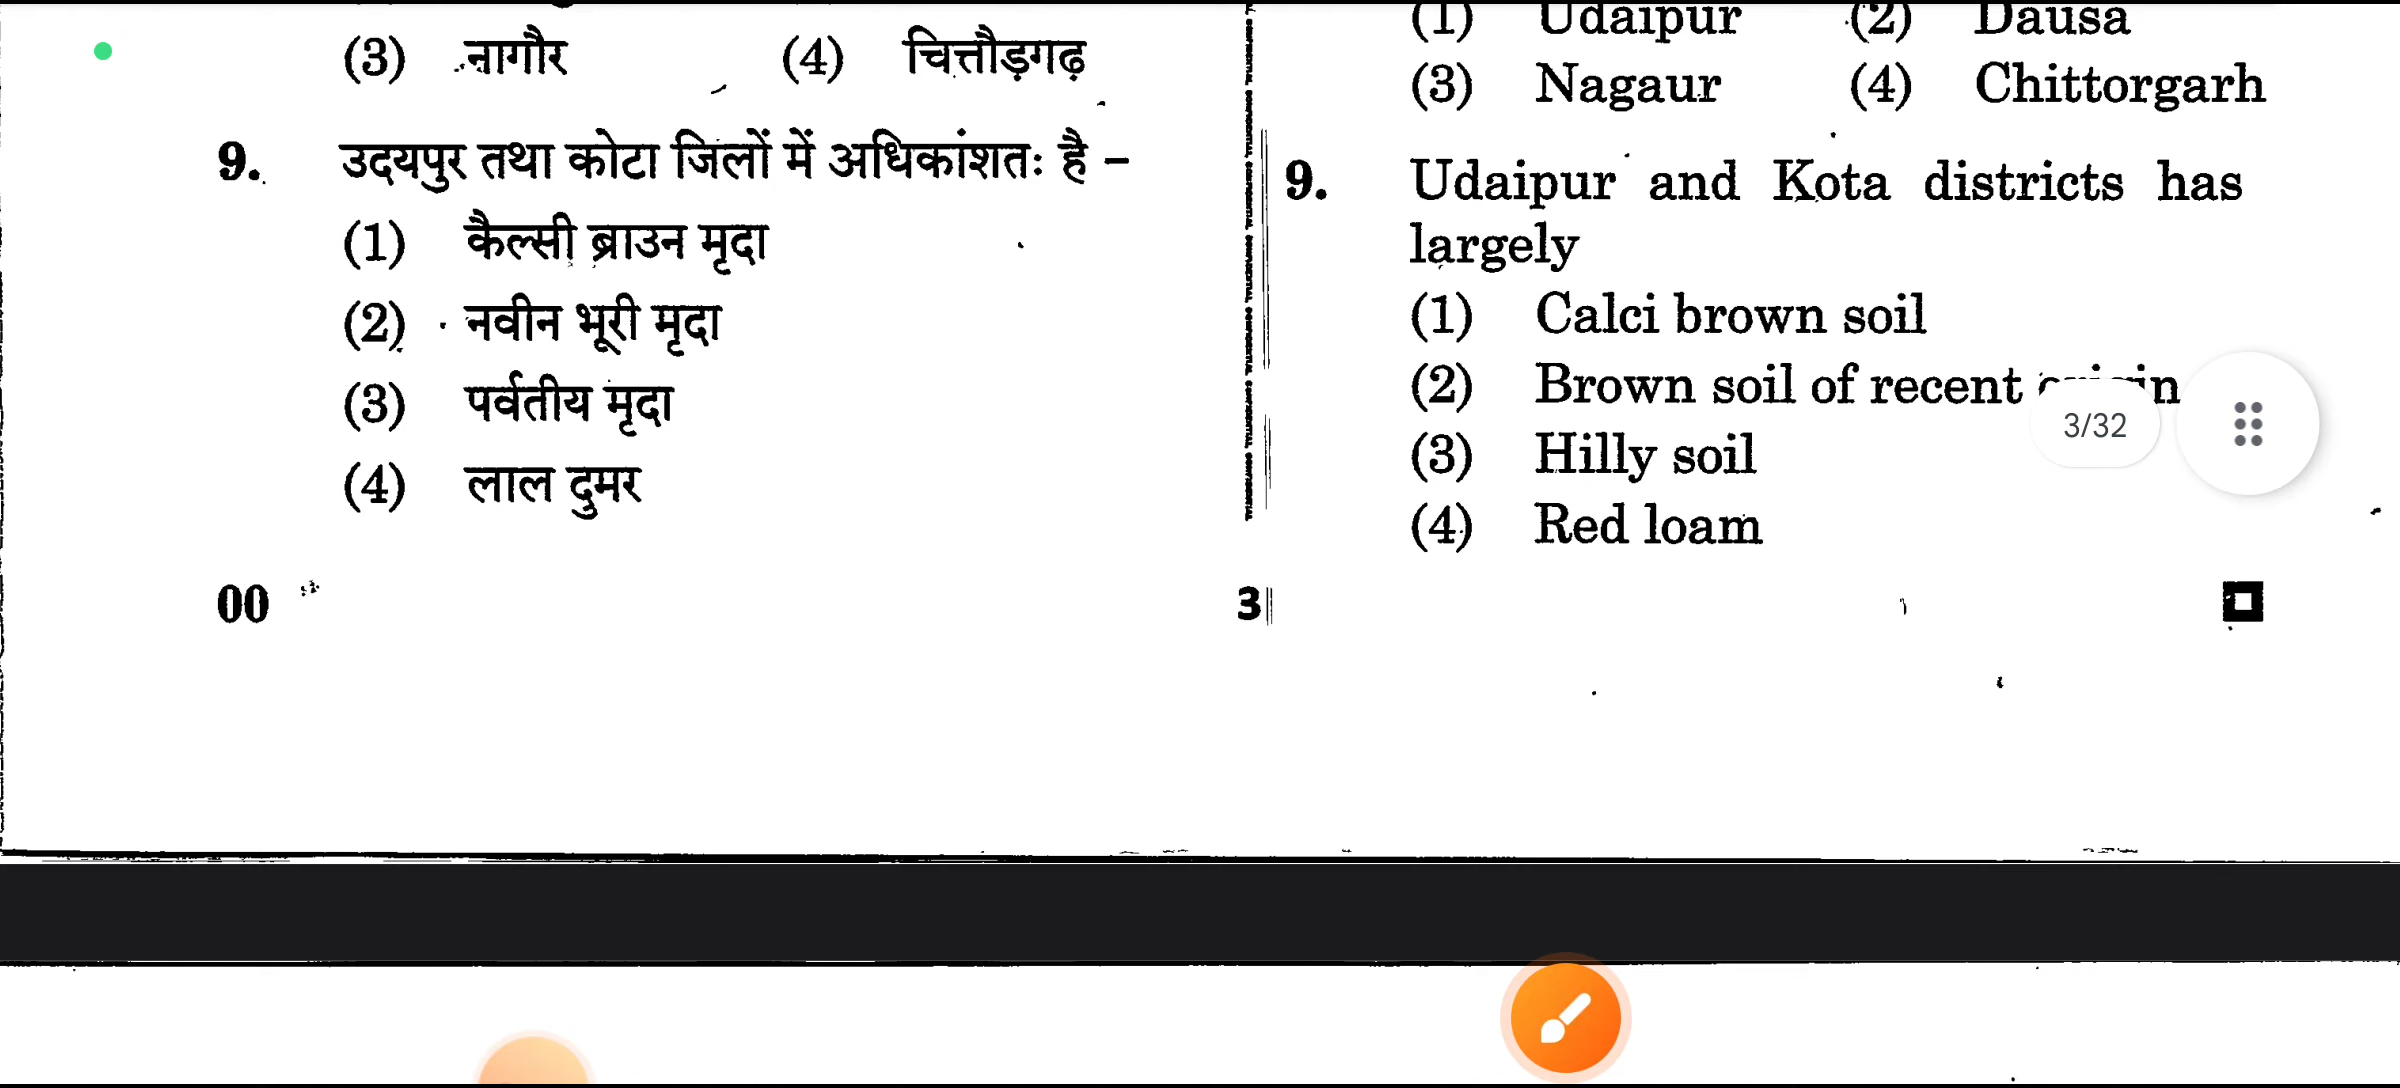 (3) नागौर (4) चित्तौड़गढ़
9. उदयपुर तथा कोटा जिलों में अधिकांशतः है –
(1) कैल्सी ब्राउन मृदा
(2) नवीन भूरी मृदा
(3) पर्वतीय मृदा
(4) लाल दुमर
00
3
(1) Udaipur (2) Dausa
(3) Nagaur (4) Chittorgarh
9. Udaipur and Kota districts has
largely
(1) Calci brown soil
(2) Brown soil of recent
(3) Hilly soil
(4) Red loam
3/32